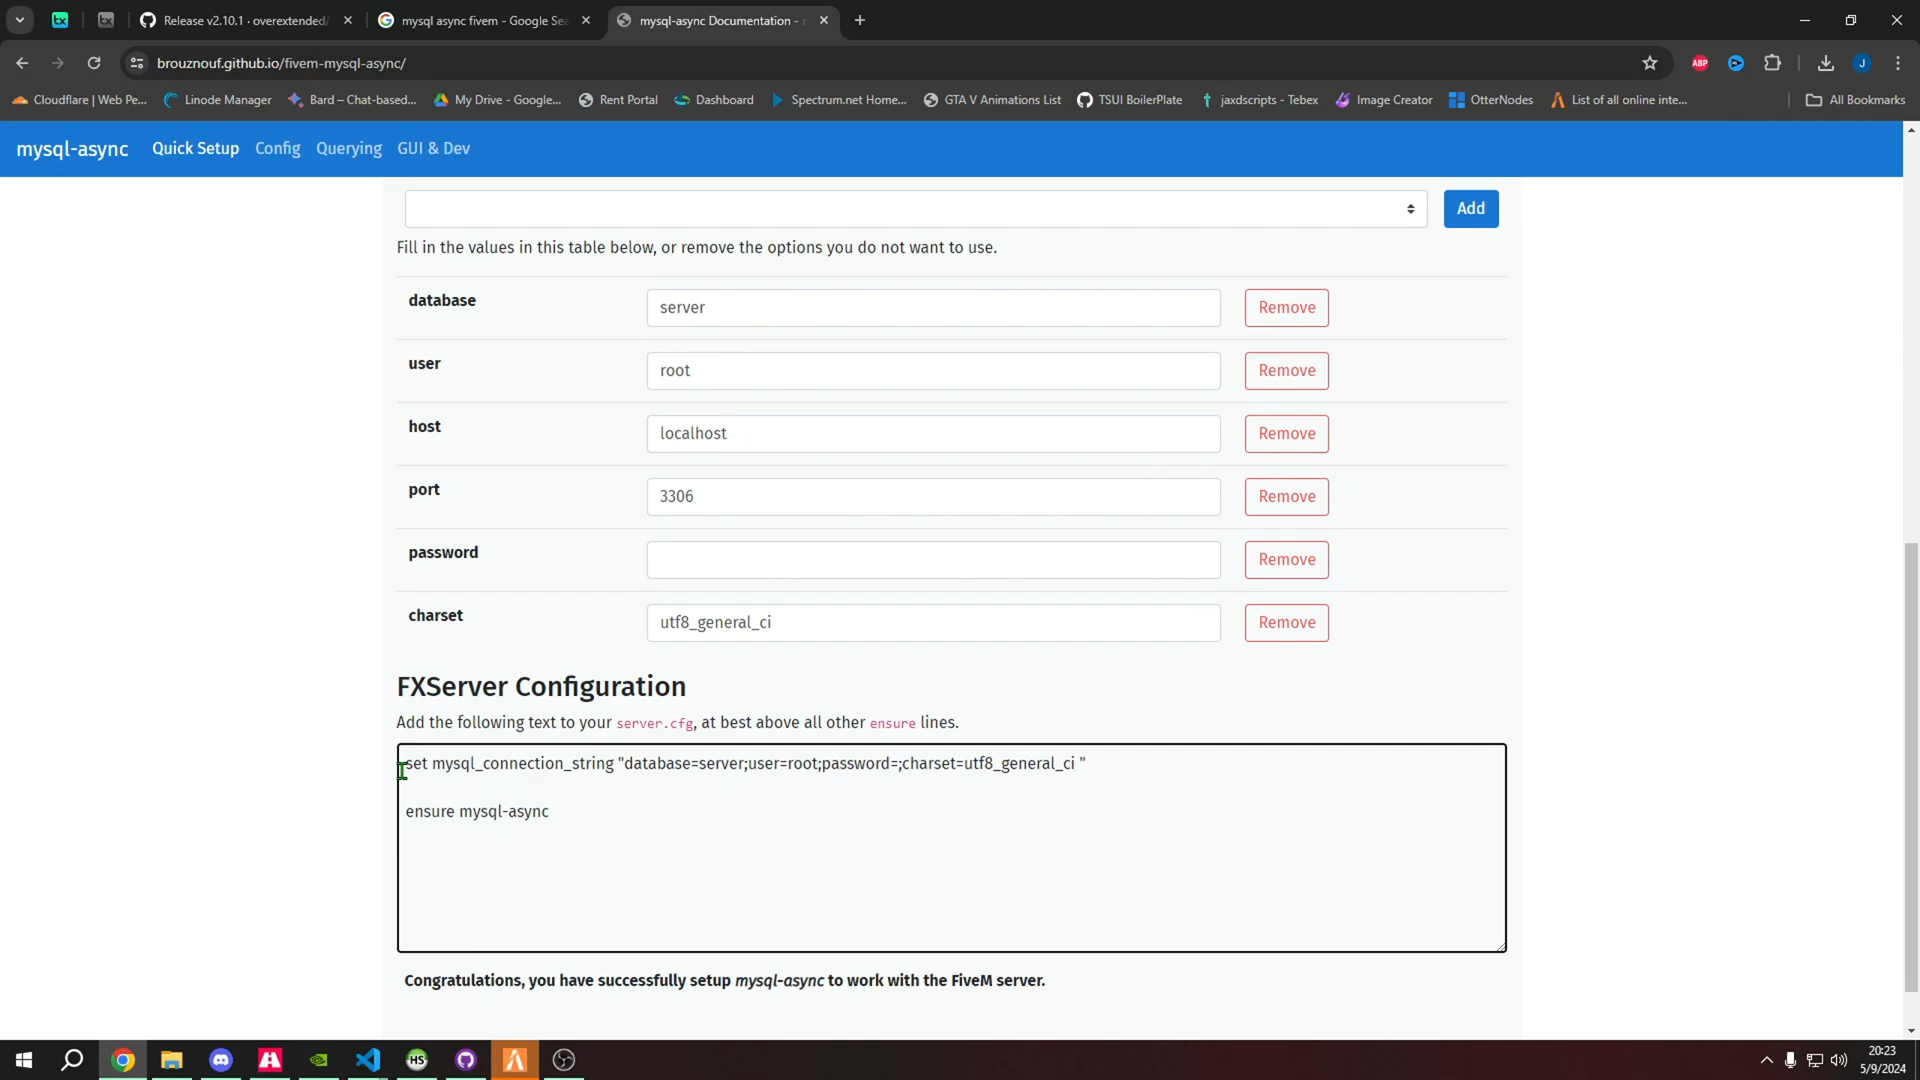 Release v2.10.1 · overextended/
mysql async fivem - Google Sea
mysql-async Documentation - m
brouznouf.github.io/fivem-mysql-async/
ABP
J
Cloudflare | Web Pe...
Linode Manager
Bard – Chat-based...
My Drive - Google...
Rent Portal
Dashboard
Spectrum.net Home...
GTA V Animations List
TSUI BoilerPlate
jaxdscripts - Tebex
Image Creator
OtterNodes
List of all online inte...
All Bookmarks
mysql-async
Quick Setup
Config
Querying
GUI & Dev
Add
Fill in the values in this table below, or remove the options you do not want to use.
database
server
Remove
user
root
Remove
host
localhost
Remove
port
3306
Remove
password
Remove
charset
utf8_general_ci
Remove
FXServer Configuration
Add the following text to your server.cfg, at best above all other ensure lines.
set mysql_connection_string "database=server;user=root;password=;charset=utf8_general_ci "
ensure mysql-async
Congratulations, you have successfully setup mysql-async to work with the FiveM server.
HS
20:23
5/9/2024